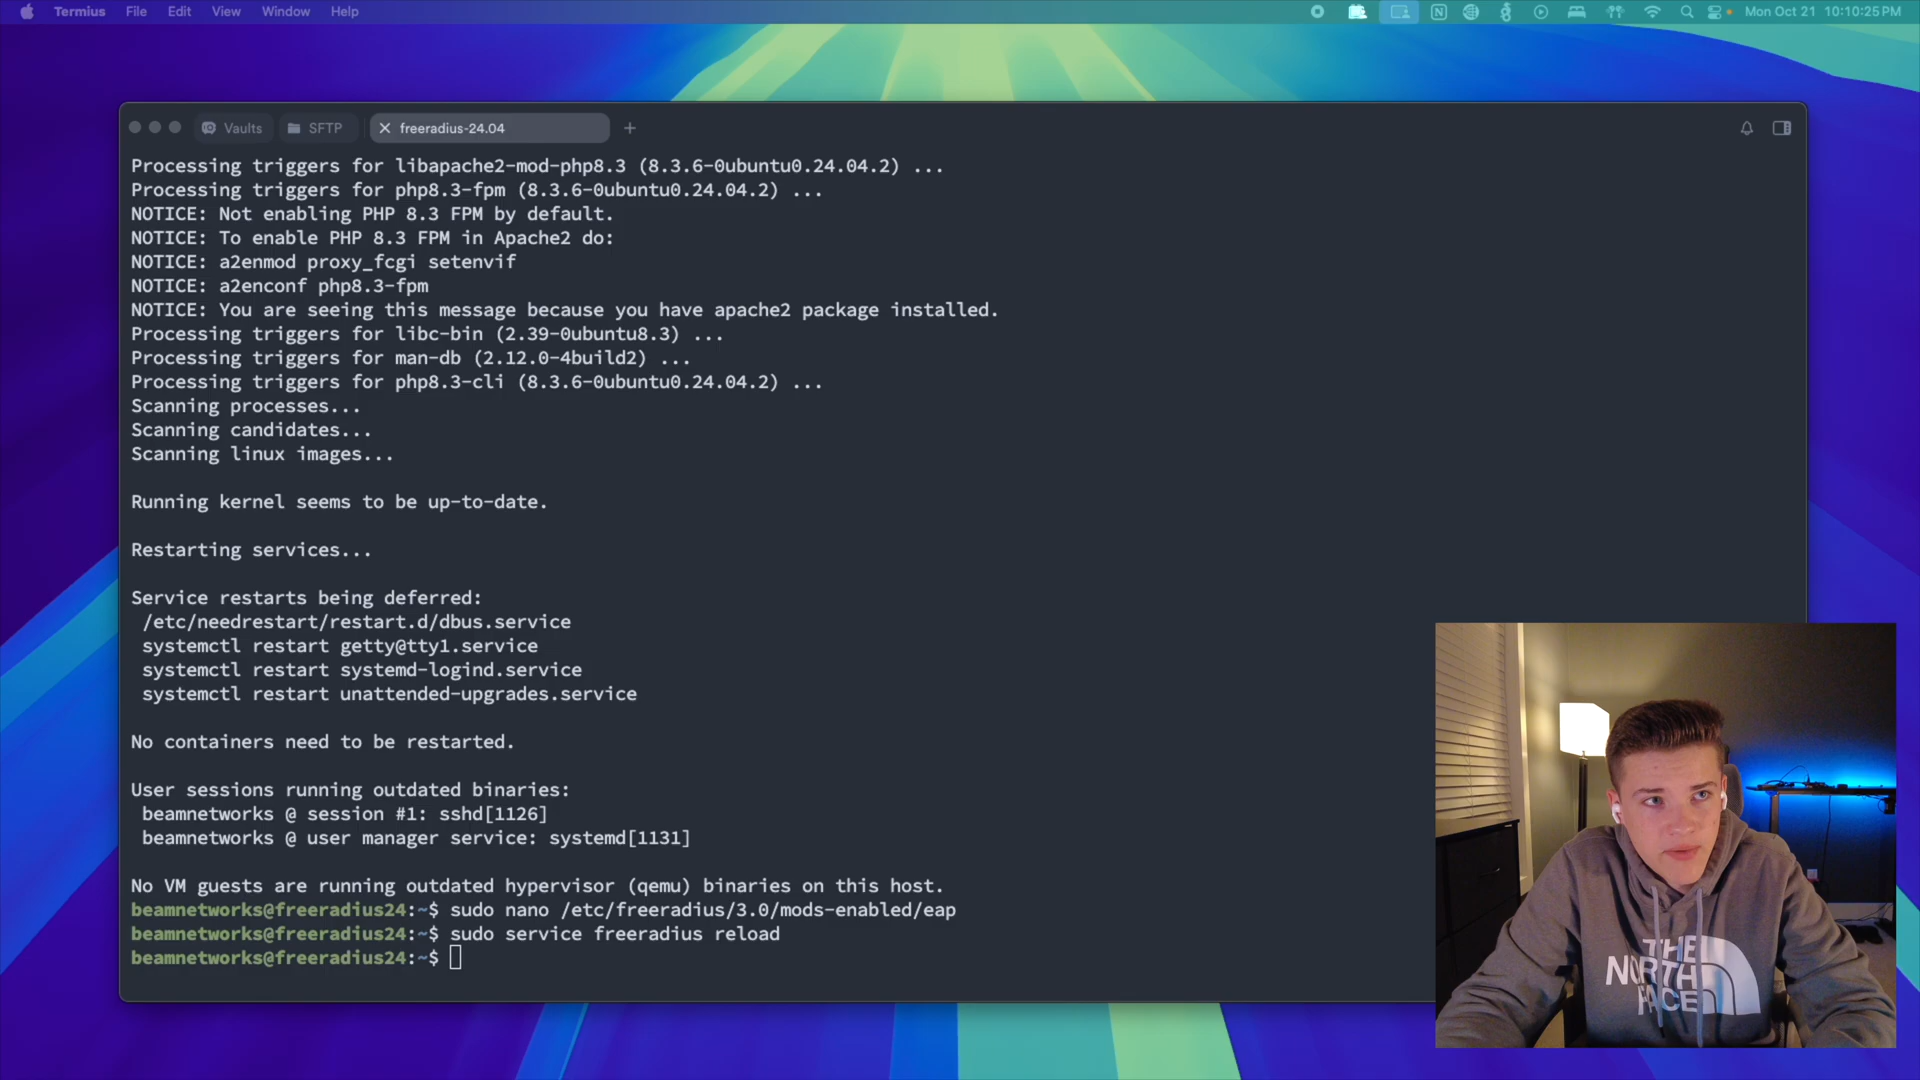 Termius File Edit View Window Help Mon Oct 21 10:10:25 PM
Vaults SFTP freeradius-24.04
Processing triggers for libapache2-mod-php8.3 (8.3.6-0ubuntu0.24.04.2) ...
Processing triggers for php8.3-fpm (8.3.6-0ubuntu0.24.04.2) ...
NOTICE: Not enabling PHP 8.3 FPM by default.
NOTICE: To enable PHP 8.3 FPM in Apache2 do:
NOTICE: a2enmod proxy_fcgi setenvif
NOTICE: a2enconf php8.3-fpm
NOTICE: You are seeing this message because you have apache2 package installed.
Processing triggers for libc-bin (2.39-0ubuntu8.3) ...
Processing triggers for man-db (2.12.0-4build2) ...
Processing triggers for php8.3-cli (8.3.6-0ubuntu0.24.04.2) ...
Scanning processes...
Scanning candidates...
Scanning linux images...
Running kernel seems to be up-to-date.
Restarting services...
Service restarts being deferred:
/etc/needrestart/restart.d/dbus.service
systemctl restart getty@tty1.service
systemctl restart systemd-logind.service
systemctl restart unattended-upgrades.service
No containers need to be restarted.
User sessions running outdated binaries:
beamnetworks @ session #1: sshd[1126]
beamnetworks @ user manager service: systemd[1131]
No VM guests are running outdated hypervisor (qemu) binaries on this host.
beamnetworks@freeradius24:~$ sudo nano /etc/freeradius/3.0/mods-enabled/eap
beamnetworks@freeradius24:~$ sudo service freeradius reload
beamnetworks@freeradius24:~$
THE
NORTH
FACE